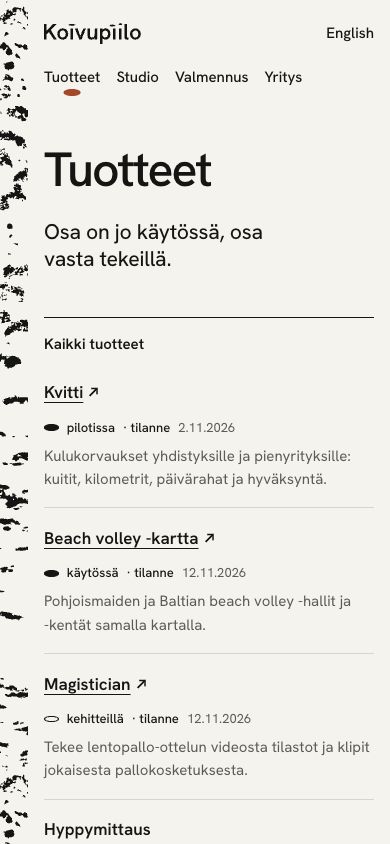 Koivupiilo
English
Tuotteet Studio Valmennus Yritys
Tuotteet
Osa on jo käytössä, osa
vasta tekeillä.
Kaikki tuotteet
Kvitti ↗
pilotissa · tilanne 2.11.2026
Kulukorvaukset yhdistyksille ja pienyrityksille:
kuitit, kilometrit, päivärahat ja hyväksyntä.
Beach volley -kartta ↗
käytössä · tilanne 12.11.2026
Pohjoismaiden ja Baltian beach volley -hallit ja
-kentät samalla kartalla.
Magistician ↗
kehitteillä · tilanne 12.11.2026
Tekee lentopallo-ottelun videosta tilastot ja klipit
jokaisesta pallokosketuksesta.
Hyppymittaus